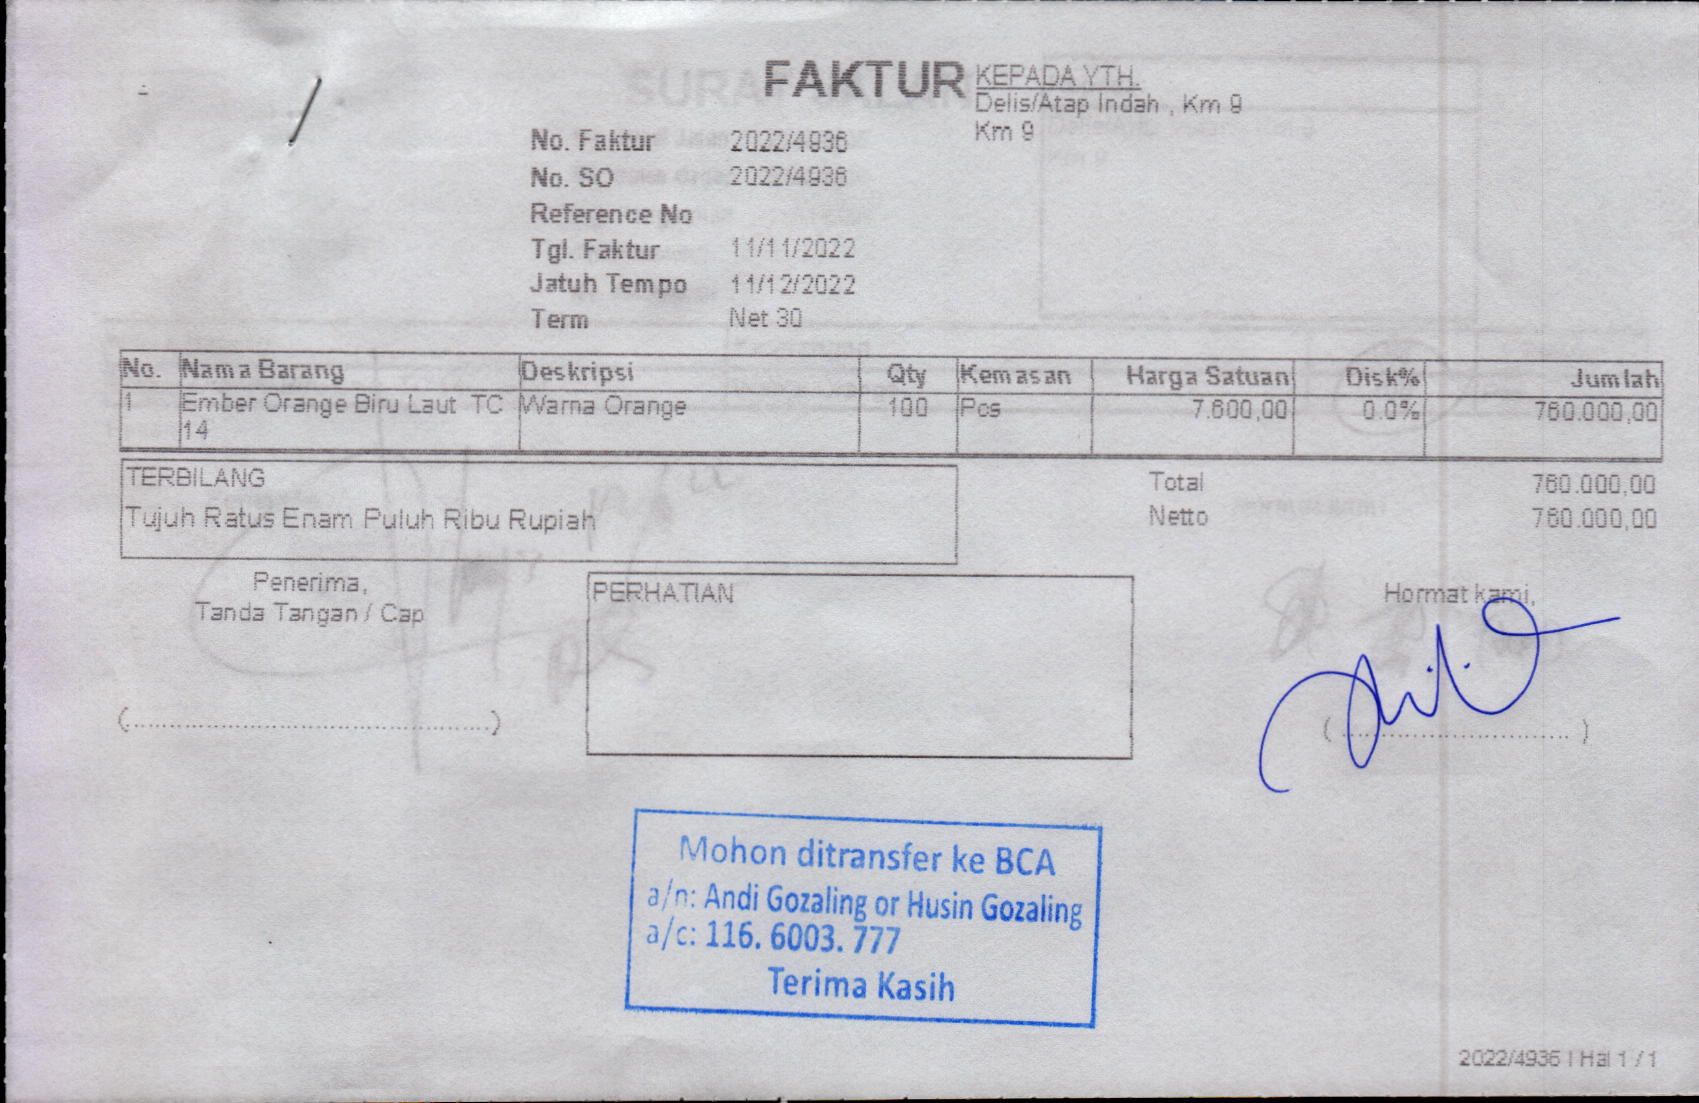 FAKTUR
KEPADA YTH.
Delis/Atap Indah , Km 9
Km 9
No. Faktur 2022/4936
No. SO 2022/4936
Reference No
Tgl. Faktur 11/11/2022
Jatuh Tempo 11/12/2022
Term Net 30
No. Nama Barang Deskripsi Qty Kemasan Harga Satuan Disk% Jumlah
1 Ember Orange Biru Laut TC Warna Orange 100 Pcs 7.600,00 0.0% 760.000,00
14
TERBILANG
Tujuh Ratus Enam Puluh Ribu Rupiah
Total 760.000,00
Netto 760.000,00
Penerima,
Tanda Tangan / Cap
(........................................................)
PERHATIAN
Hormat kami,
(........................................)
Mohon ditransfer ke BCA
a/n: Andi Gozaling or Husin Gozaling
a/c: 116. 6003. 777
Terima Kasih
2022/4936 | Hal 1 / 1